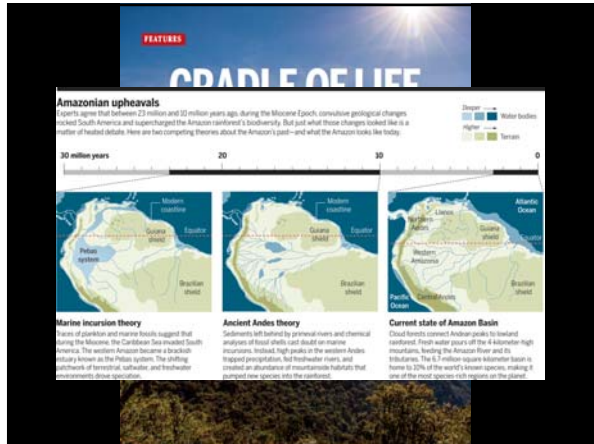 FEATURES
CRADLE OF LIFE
Amazonian upheavals
Experts agree that between 23 million and 10 million years ago, during the Miocene Epoch, convulsive geological changes
rocked South America and supercharged the Amazon rainforest's biodiversity. But just what those changes looked like is a
matter of heated debate. Here are two competing theories about the Amazon's past—and what the Amazon looks like today.
Deeper
Water bodies
Higher
Terrain
30 million years
20
10
0
Modern
coastline
Guiana
shield
Equator
Pebas
system
Brazilian
shield
Modern
coastline
Guiana
shield
Equator
Brazilian
shield
Atlantic
Ocean
Llanos
Northern
Andes
Guiana
shield
Equator
Western
Amazonia
Brazilian
shield
Pacific
Ocean
Central Andes
Marine incursion theory
Traces of plankton and marine fossils suggest that
during the Miocene, the Caribbean Sea invaded South
America. The western Amazon became a brackish
estuary known as the Pebas system. The shifting
patchwork of terrestrial, saltwater, and freshwater
environments drove speciation.
Ancient Andes theory
Sediments left behind by primeval rivers and chemical
analyses of fossil shells cast doubt on marine
incursions. Instead, high peaks in the western Andes
trapped precipitation, fed freshwater rivers, and
created an abundance of mountainside habitats that
pumped new species into the rainforest.
Current state of Amazon Basin
Cloud forests connect Andean peaks to lowland
rainforest. Fresh water pours off the 4-kilometer-high
mountains, feeding the Amazon River and its
tributaries. The 6.7-million-square-kilometer basin is
home to 10% of the world's known species, making it
one of the most species-rich regions on the planet.